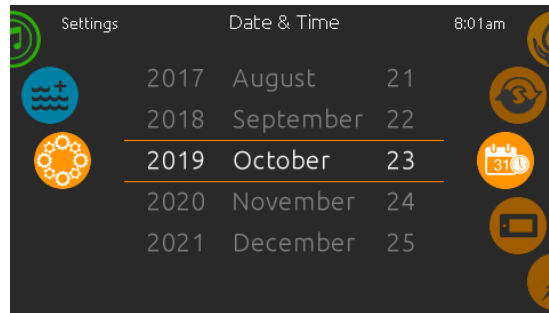 Settings Date & Time 8:01am
2017 August 21
2018 September 22
2019 October 23
31
2020 November 24
2021 December 25